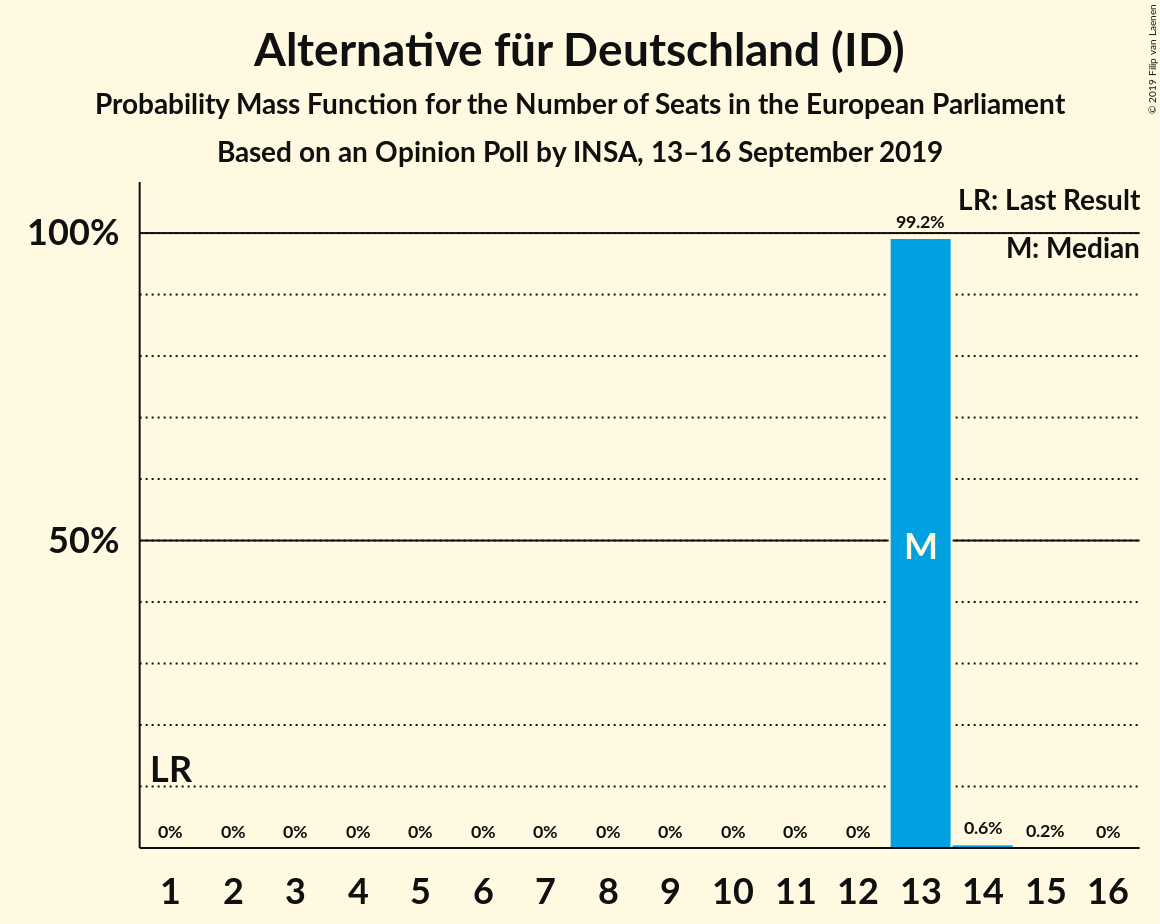 Alternative für Deutschland (ID)
Probability Mass Function for the Number of Seats in the European Parliament
Based on an Opinion Poll by INSA, 13–16 September 2019
© 2019 Filip van Laenen
LR: Last Result
M: Median
100%
50%
99.2%
M
LR
0% 0% 0% 0% 0% 0% 0% 0% 0% 0% 0% 0% 0.6% 0.2% 0%
1 2 3 4 5 6 7 8 9 10 11 12 13 14 15 16